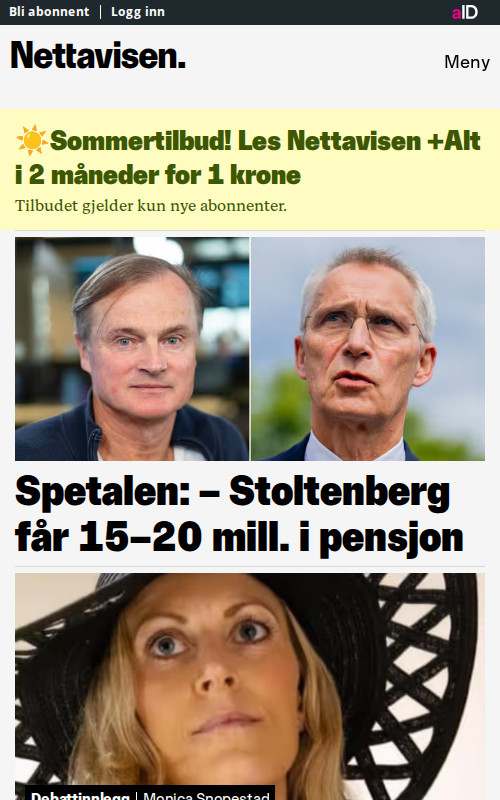 Bli abonnent | Logg inn
aID
Nettavisen.
Meny
☀️Sommertilbud! Les Nettavisen +Alt
i 2 måneder for 1 krone
Tilbudet gjelder kun nye abonnenter.
Spetalen: – Stoltenberg
får 15–20 mill. i pensjon
Debattinnlegg | Monica Snopestad